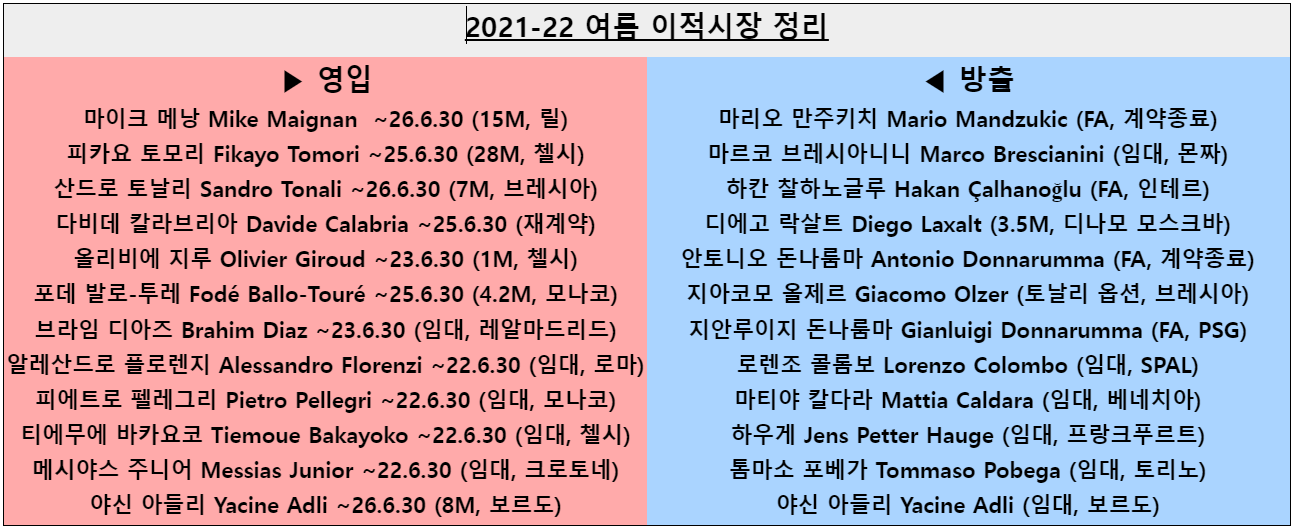 2021-22 여름 이적시장 정리
▶ 영입
마이크 메낭 Mike Maignan ~26.6.30 (15M, 릴)
피카요 토모리 Fikayo Tomori ~25.6.30 (28M, 첼시)
산드로 토날리 Sandro Tonali ~26.6.30 (7M, 브레시아)
다비데 칼라브리아 Davide Calabria ~25.6.30 (재계약)
올리비에 지루 Olivier Giroud ~23.6.30 (1M, 첼시)
포데 발로-투레 Fodé Ballo-Touré ~25.6.30 (4.2M, 모나코)
브라임 디아즈 Brahim Diaz ~23.6.30 (임대, 레알마드리드)
알레산드로 플로렌지 Alessandro Florenzi ~22.6.30 (임대, 로마)
피에트로 펠레그리 Pietro Pellegri ~22.6.30 (임대, 모나코)
티에무에 바카요코 Tiemoue Bakayoko ~22.6.30 (임대, 첼시)
메시야스 주니어 Messias Junior ~22.6.30 (임대, 크로토네)
야신 아들리 Yacine Adli ~26.6.30 (8M, 보르도)
◀ 방출
마리오 만주키치 Mario Mandzukic (FA, 계약종료)
마르코 브레시아니니 Marco Brescianini (임대, 몬짜)
하칸 찰하노글루 Hakan Çalhanoğlu (FA, 인테르)
디에고 락살트 Diego Laxalt (3.5M, 디나모 모스크바)
안토니오 돈나룸마 Antonio Donnarumma (FA, 계약종료)
지아코모 올제르 Giacomo Olzer (토날리 옵션, 브레시아)
지안루이지 돈나룸마 Gianluigi Donnarumma (FA, PSG)
로렌조 콜롬보 Lorenzo Colombo (임대, SPAL)
마티야 칼다라 Mattia Caldara (임대, 베네치아)
하우게 Jens Petter Hauge (임대, 프랑크푸르트)
톰마소 포베가 Tommaso Pobega (임대, 토리노)
야신 아들리 Yacine Adli (임대, 보르도)